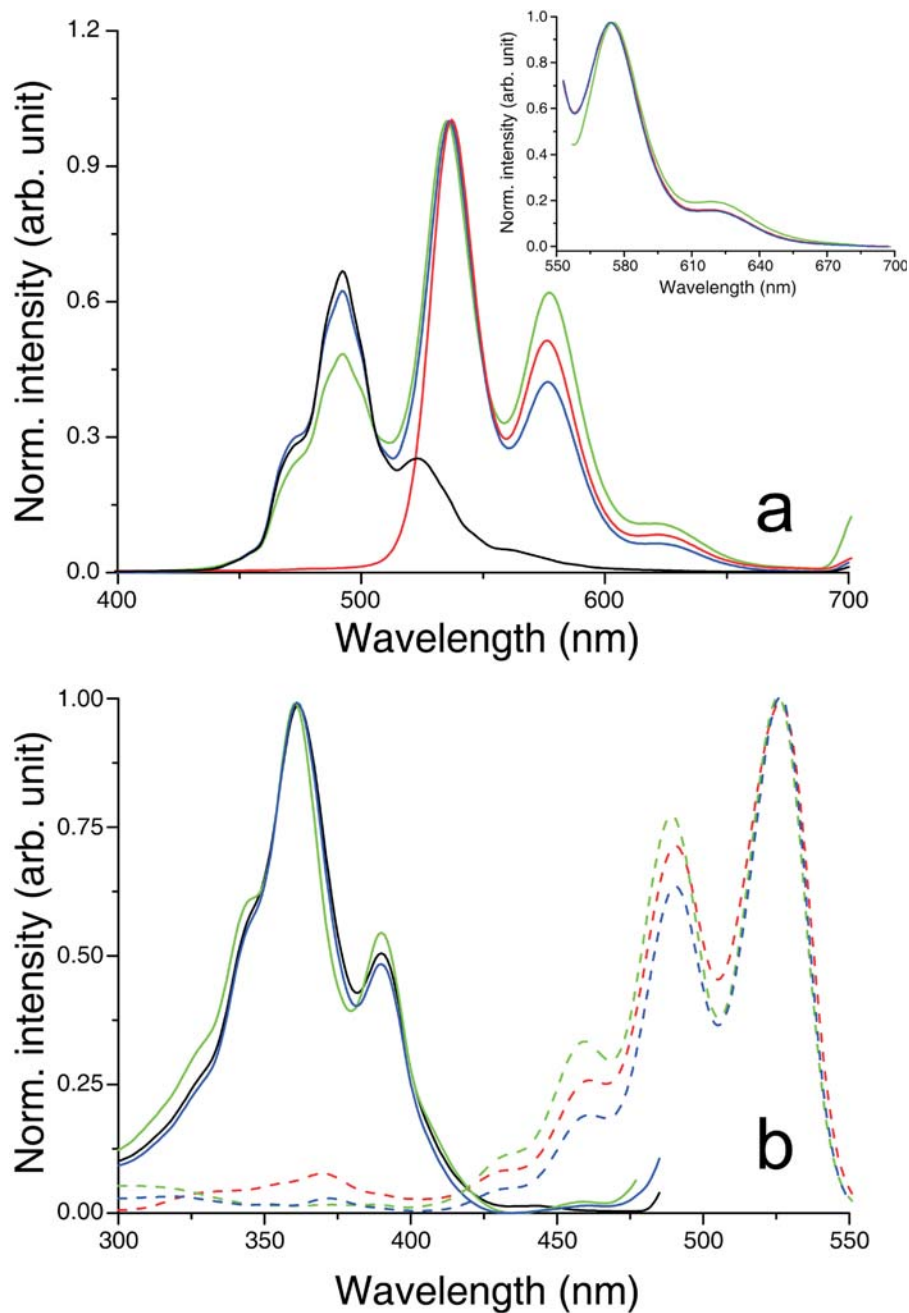 1.2
0.9
0.6
0.3
0.0
Norm. intensity (arb. unit)
400 500 600 700
Wavelength (nm)
a
1.0
0.8
0.6
0.4
0.2
0.0
Norm. intensity (arb. unit)
550 580 610 640 670 700
Wavelength (nm)
1.00
0.75
0.50
0.25
0.00
Norm. intensity (arb. unit)
300 350 400 450 500 550
Wavelength (nm)
b